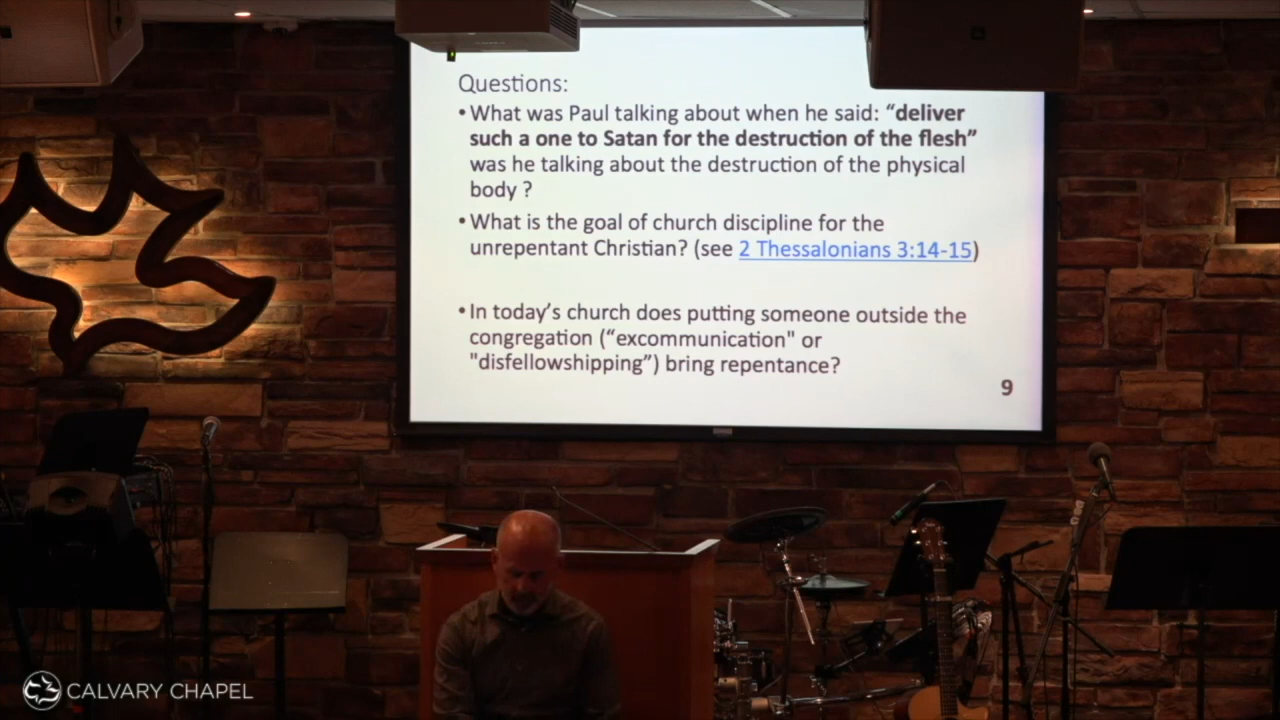 Questions:
•What was Paul talking about when he said: “deliver
such a one to Satan for the destruction of the flesh”
was he talking about the destruction of the physical
body ?
•What is the goal of church discipline for the
unrepentant Christian? (see 2 Thessalonians 3:14-15)
•In today’s church does putting someone outside the
congregation (“excommunication" or
"disfellowshipping”) bring repentance?
9
CALVARY CHAPEL